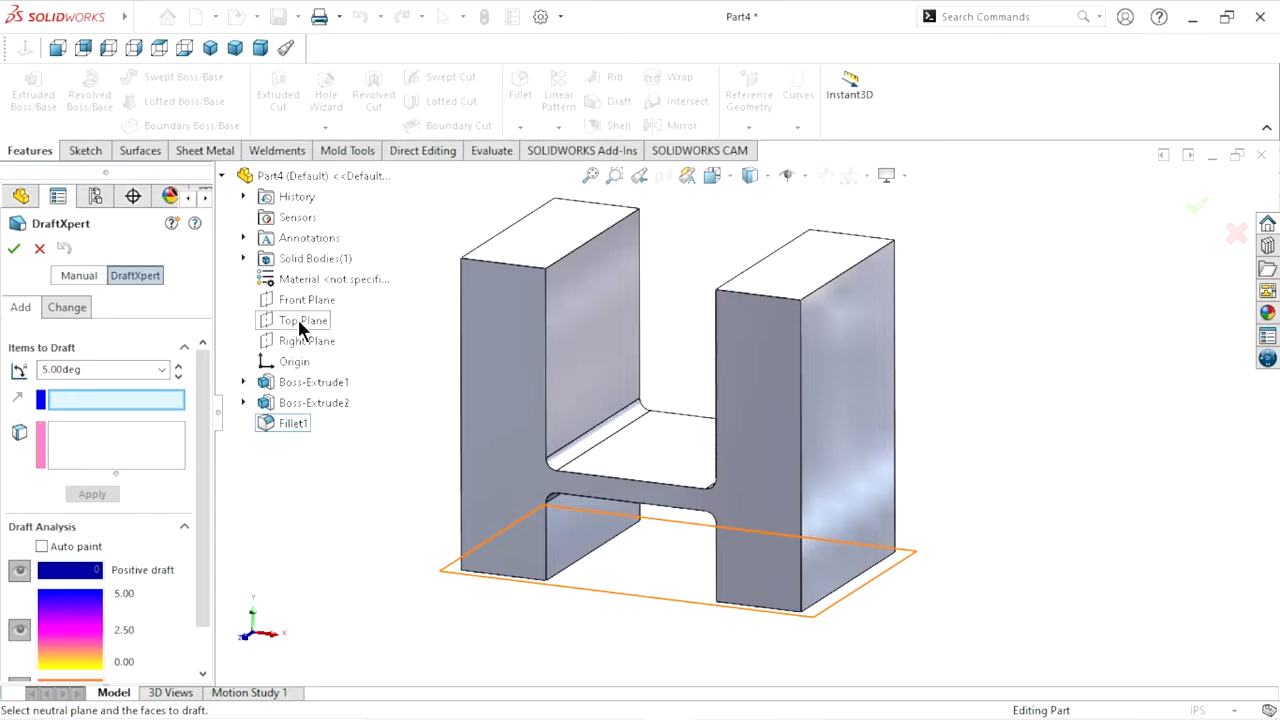 SOLIDWORKS
Part4 *
Search Commands
Extruded Boss/Base
Revolved Boss/Base
Swept Boss/Base
Lofted Boss/Base
Boundary Boss/Base
Extruded Cut
Hole Wizard
Revolved Cut
Swept Cut
Lofted Cut
Boundary Cut
Fillet
Linear Pattern
Rib
Draft
Shell
Wrap
Intersect
Mirror
Reference Geometry
Curves
Instant3D
Features
Sketch
Surfaces
Sheet Metal
Weldments
Mold Tools
Direct Editing
Evaluate
SOLIDWORKS Add-Ins
SOLIDWORKS CAM
DraftXpert
Manual
DraftXpert
Add
Change
Items to Draft
5.00deg
Apply
Draft Analysis
Auto paint
0
Positive draft
5.00
2.50
0.00
Part4 (Default) <<Default...
History
Sensors
Annotations
Solid Bodies(1)
Material <not specifi...
Front Plane
Top Plane
Right Plane
Origin
Boss-Extrude1
Boss-Extrude2
Fillet1
Y
X
Z
Model
3D Views
Motion Study 1
Select neutral plane and the faces to draft.
Editing Part
IPS